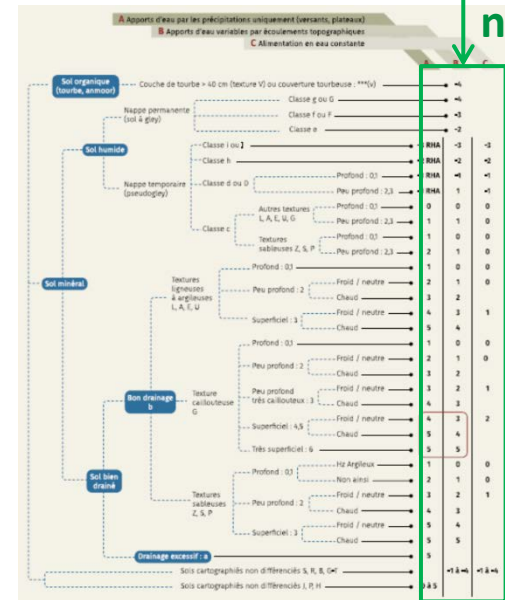 n
A Apports d'eau par les précipitations uniquement (versants, plateaux)
B Apports d'eau variables par écoulements topographiques
C Alimentation en eau constante
A B C
Sol organique
(tourbe, anmoor)
Couche de tourbe > 40 cm (texture V) ou couverture tourbeuse : ***(v) -4
Nappe permanente
(sol à gley)
Classe g ou G -4
Classe f ou F -3
Classe e -2
Sol humide
Nappe temporaire
(pseudogley)
Classe i ou RHA -3 -3
Classe h RHA -2 -2
Classe d ou D
Profond : 0,1 RHA -1 -1
Peu profond : 2,3 RHA 1 -1
Classe c
Autres textures
L, A, E, U, G
Profond : 0,1 0 0 0
Peu profond : 2,3 1 1 0
Textures
sableuses Z, S, P
Profond : 0,1 1 0 0
Peu profond : 2,3 2 1 0
Sol minéral
Textures
ligneuses
à argileuses
L, A, E, U
Profond : 0,1 1 0 0
Peu profond : 2
Froid / neutre 2 1 0
Chaud 3 2
Superficiel : 3
Froid / neutre 4 3 1
Chaud 5 4
Bon drainage
b
Texture
caillouteuse
G
Profond : 0,1 1 0 0
Peu profond : 2
Froid / neutre 2 1 0
Chaud 3 2
Peu profond
très caillouteux : 3
Froid / neutre 3 2 1
Chaud 4 3
Superficiel : 4,5
Froid / neutre 4 3 2
Chaud 5 4
Très superficiel : 6 5 5
Sol bien
drainé
Textures
sableuses
Z, S, P
Profond : 0,1
Hz Argileux 1 0 0
Non ainsi 2 1 0
Peu profond : 2
Froid / neutre 3 2 1
Chaud 4 3
Superficiel : 3
Froid / neutre 5 4
Chaud 5 5
Drainage excessif : a 5
Sols cartographiés non différenciés S, R, B, -1 à -4 -1 à -4
Sols cartographiés non différenciés J, P, H à 5